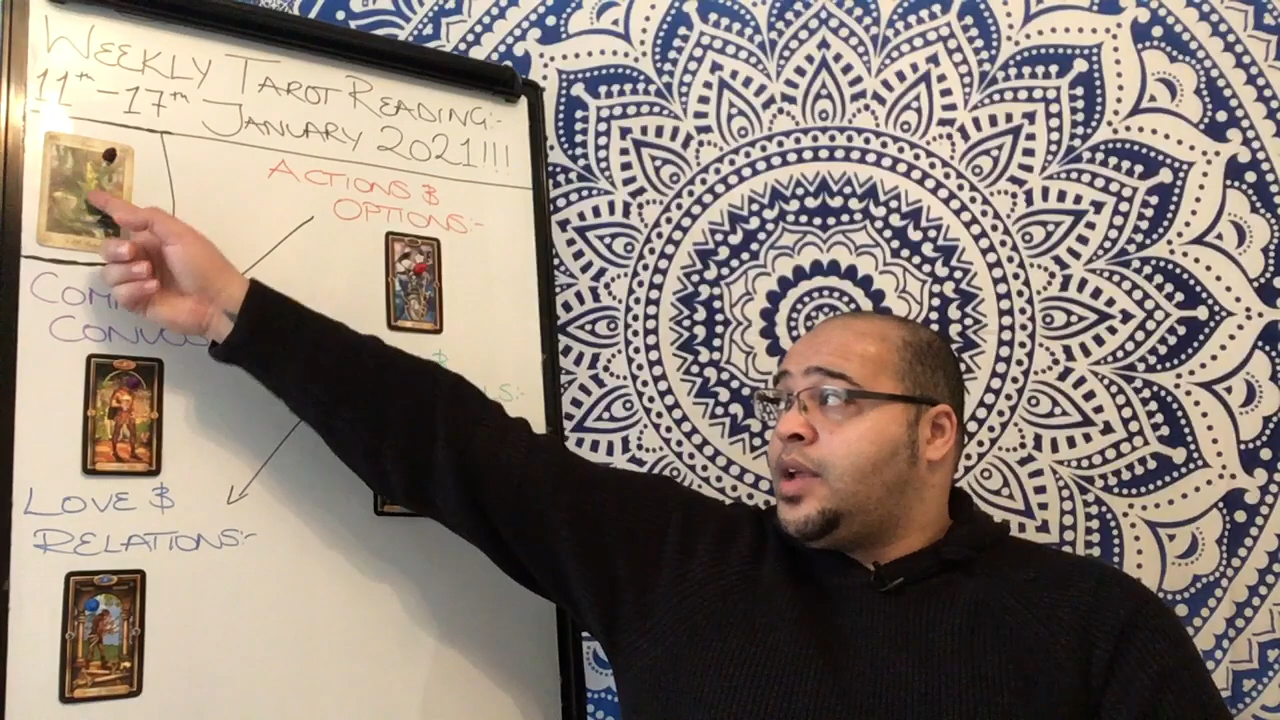 WEEKLY TAROT READING:-
11th - 17th JANUARY 2021!!!
ACTIONS &
OPTIONS:-
LOVE &
RELATIONS:-